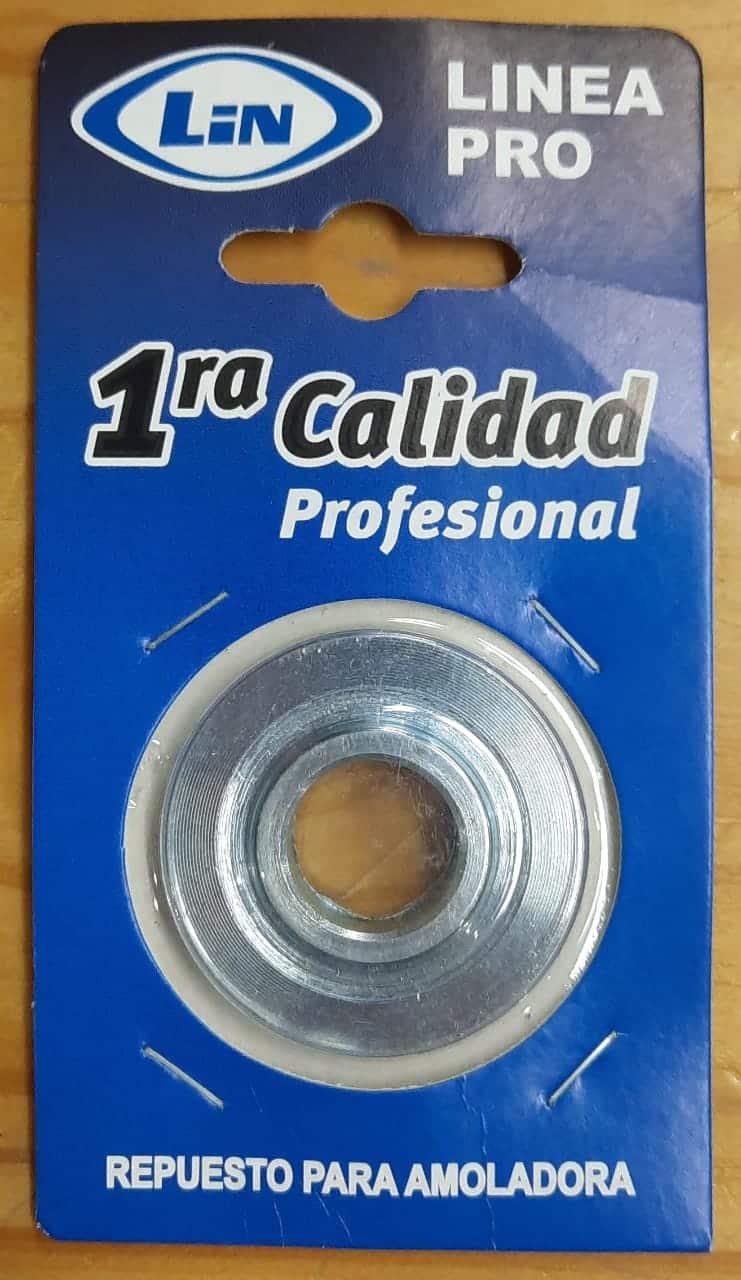 LiN
LINEA
PRO
1ra Calidad
Profesional
REPUESTO PARA AMOLADORA